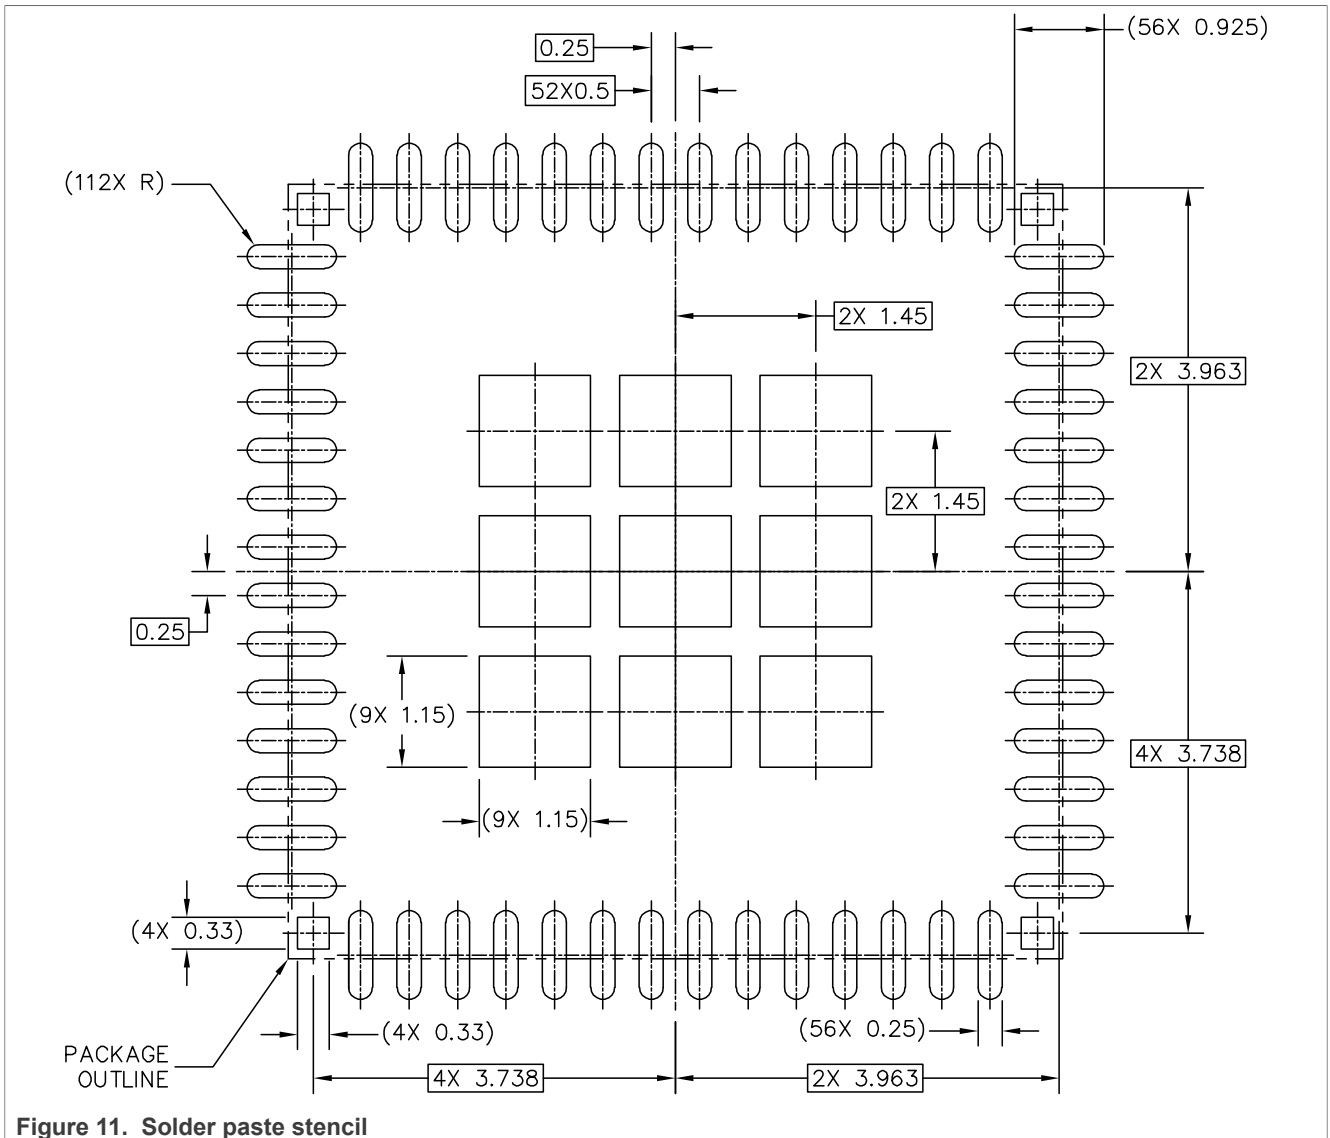 (56X 0.925)
0.25
52X0.5
(112X R)
2X 1.45
2X 3.963
2X 1.45
0.25
(9X 1.15)
4X 3.738
(9X 1.15)
(4X 0.33)
(4X 0.33)
(56X 0.25)
PACKAGE
OUTLINE
4X 3.738
2X 3.963
Figure 11. Solder paste stencil